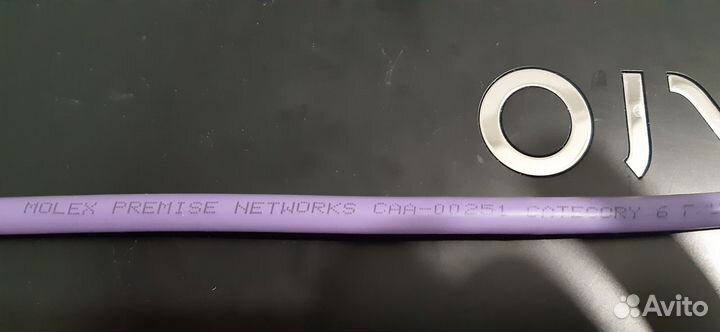 MOLEX PREMISE NETWORKS CAA-00251 CATEGORY 6
Avito